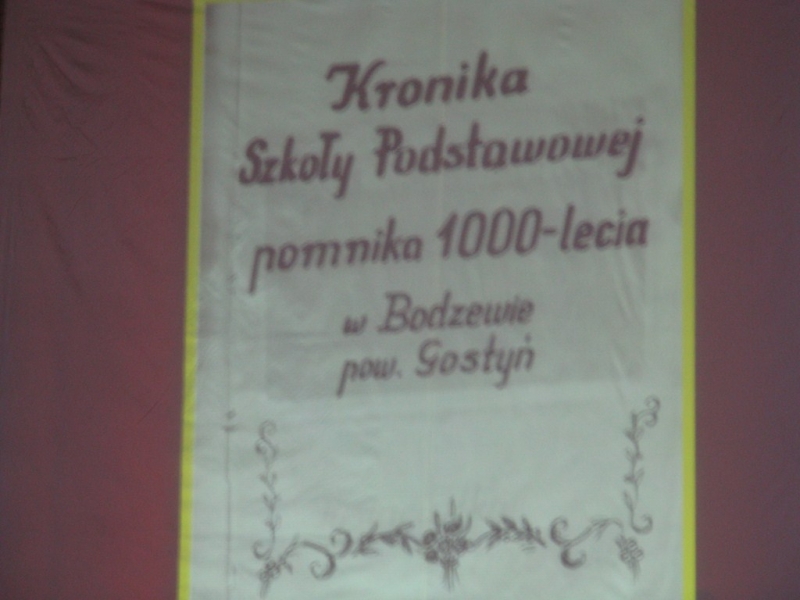 Kronika
Szkoły Podstawowej
pomnika 1000-lecia
w Bodzewie
pow. Gostyń